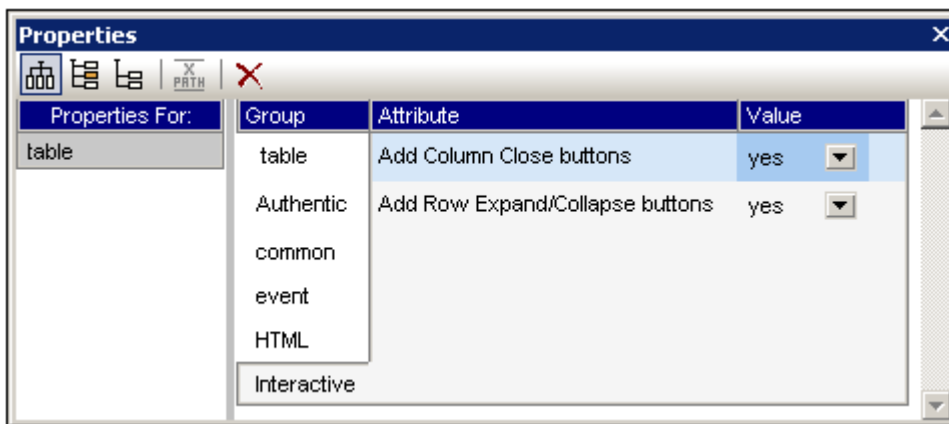 Properties
X
PATH
Properties For:
Group Attribute Value
table
table Add Column Close buttons yes
Authentic Add Row Expand/Collapse buttons yes
common
event
HTML
Interactive